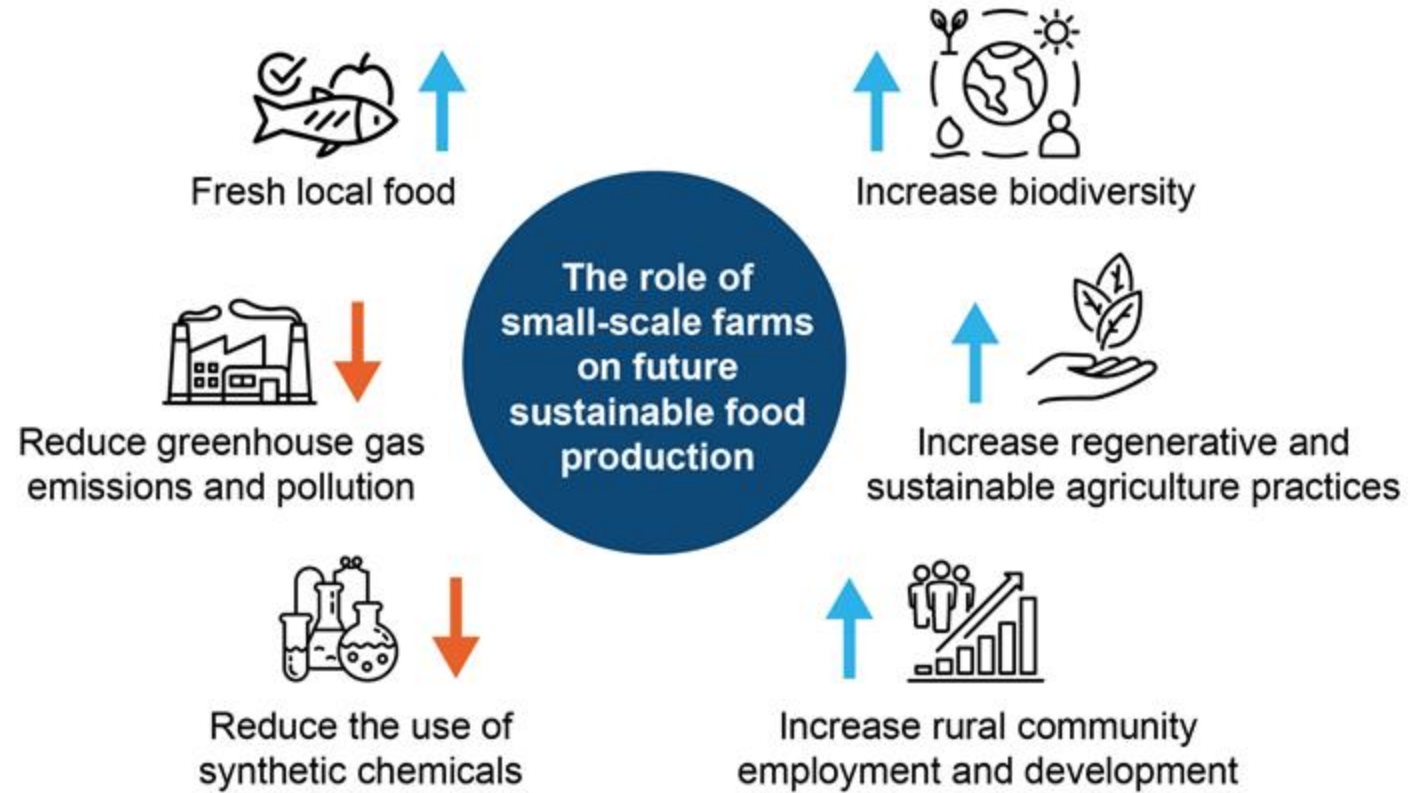 Fresh local food
Increase biodiversity
The role of
small-scale farms
on future
sustainable food
production
Reduce greenhouse gas
emissions and pollution
Increase regenerative and
sustainable agriculture practices
Reduce the use of
synthetic chemicals
Increase rural community
employment and development